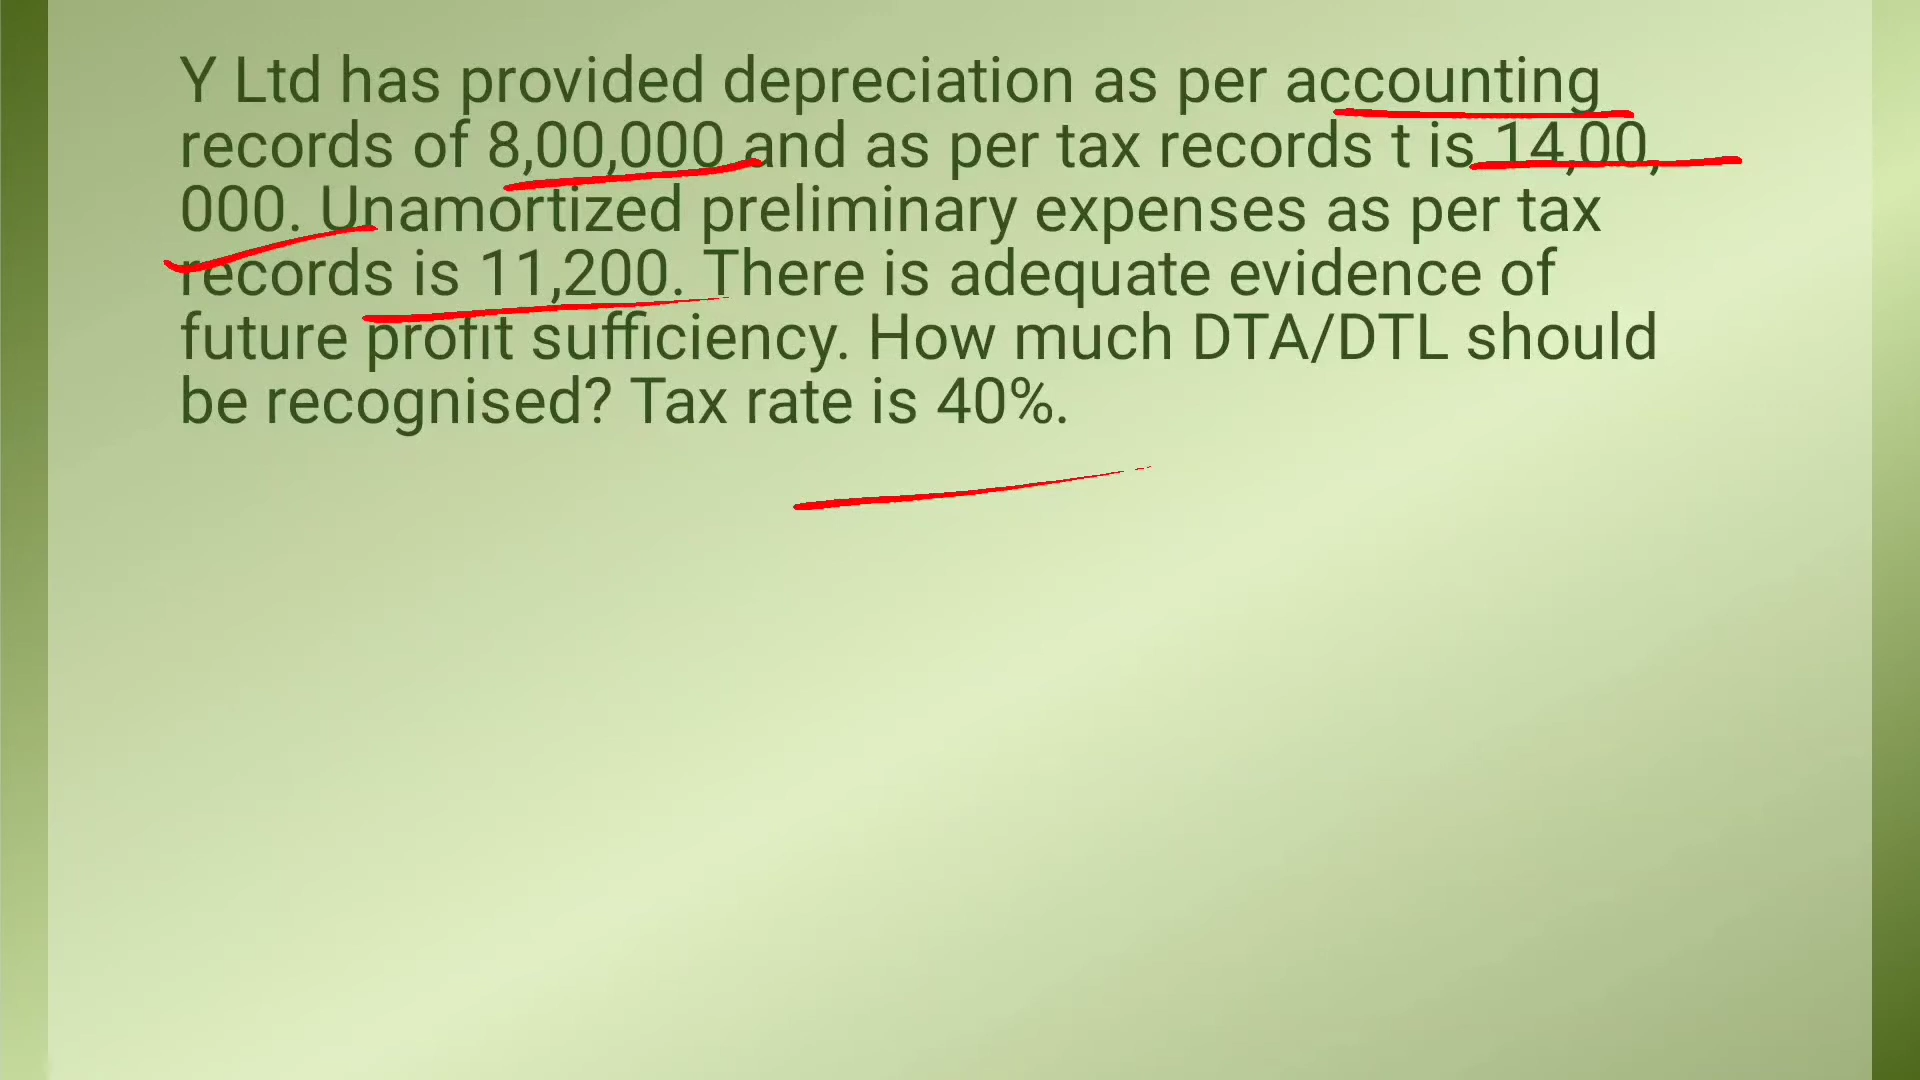 Y Ltd has provided depreciation as per accounting
records of 8,00,000 and as per tax records t is 14,00,
000. Unamortized preliminary expenses as per tax
records is 11,200. There is adequate evidence of
future profit sufficiency. How much DTA/DTL should
be recognised? Tax rate is 40%.